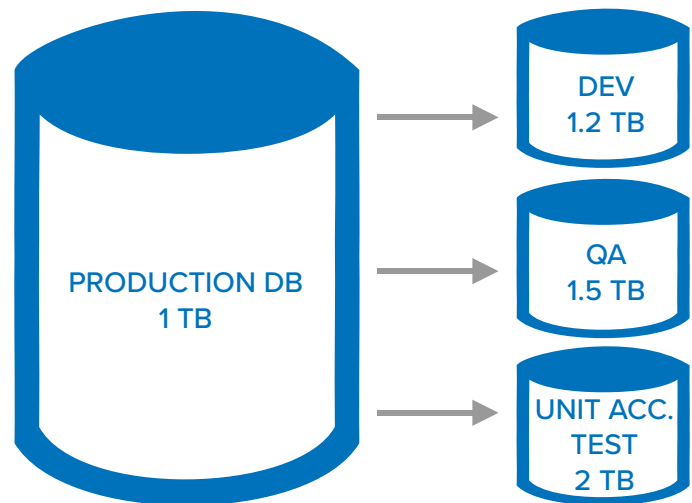 PRODUCTION DB
1 TB
DEV
1.2 TB
QA
1.5 TB
UNIT ACC.
TEST
2 TB